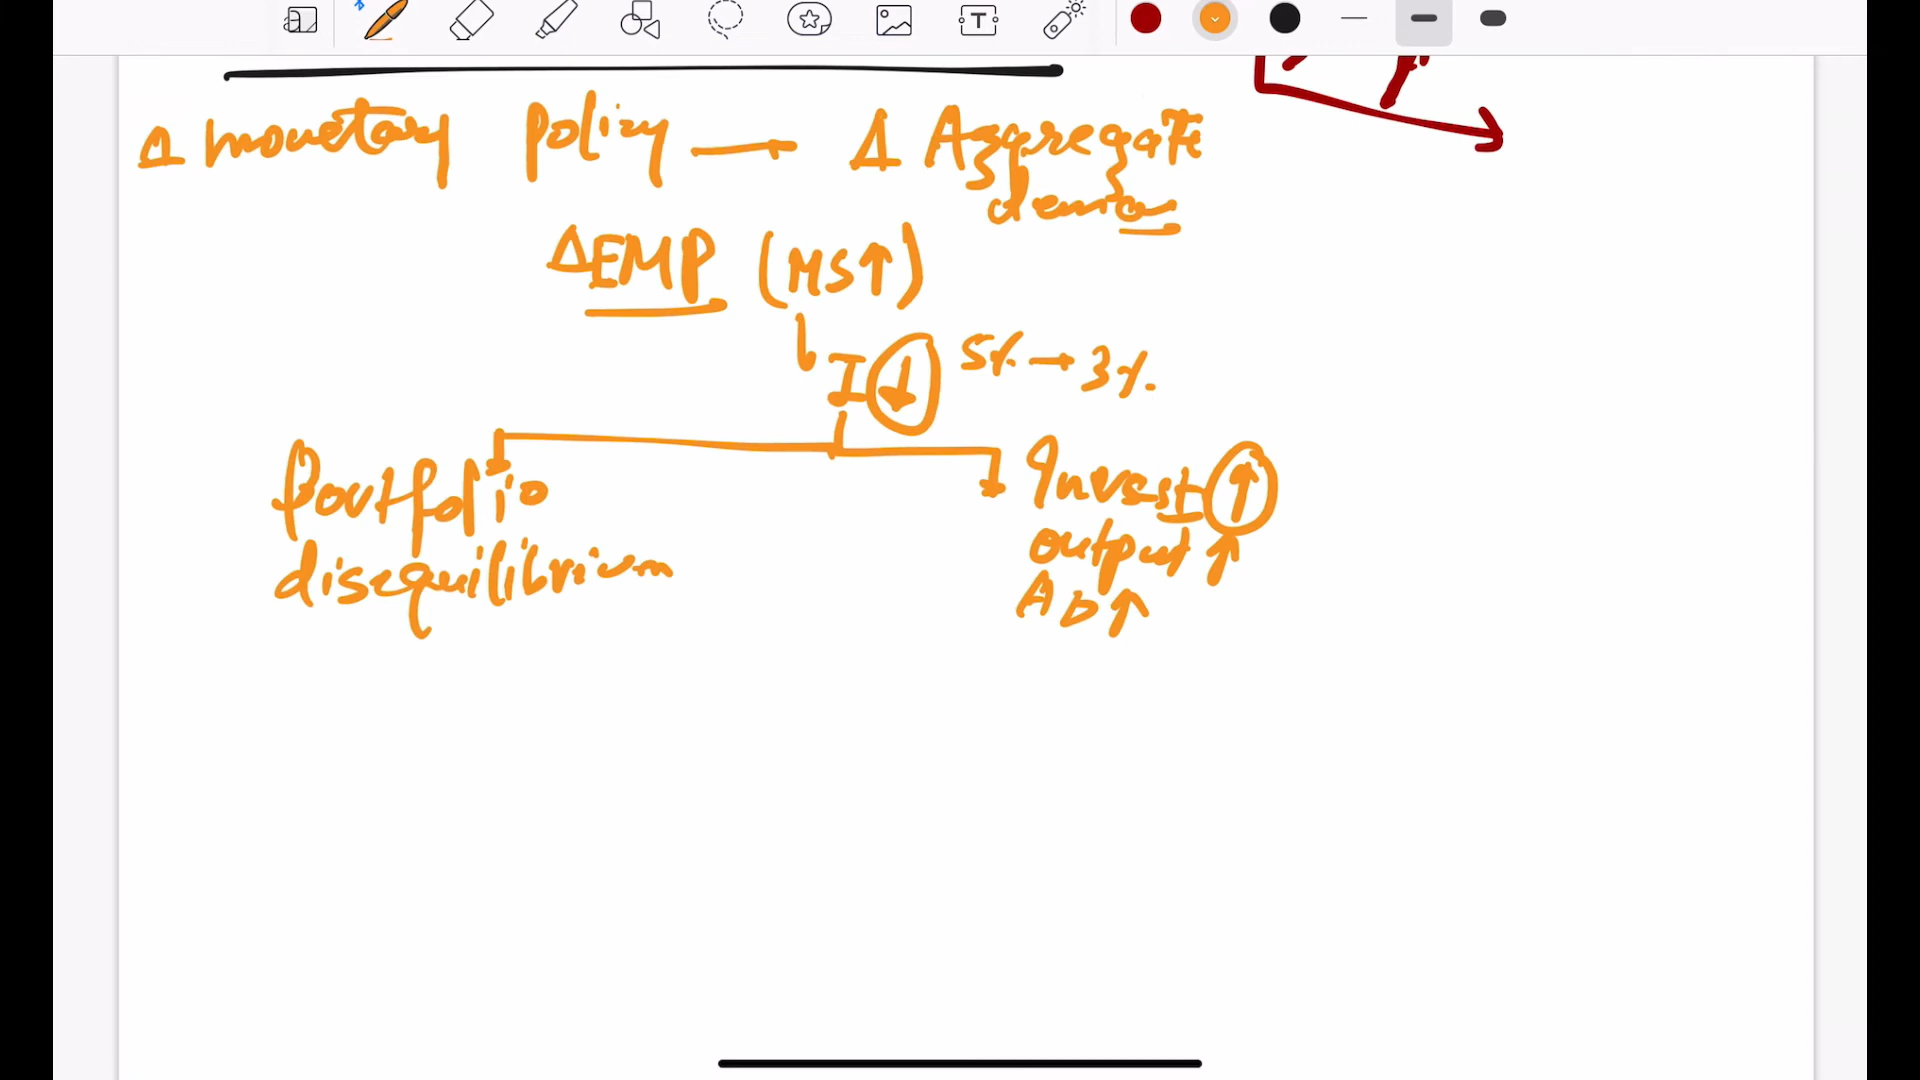 Δ monetary policy → Δ Aggregate
demand
ΔEMP (MS↑)
I↓ 5% → 3%
Portfolio
disequilibrium
Invest↑
output↑
AD↑